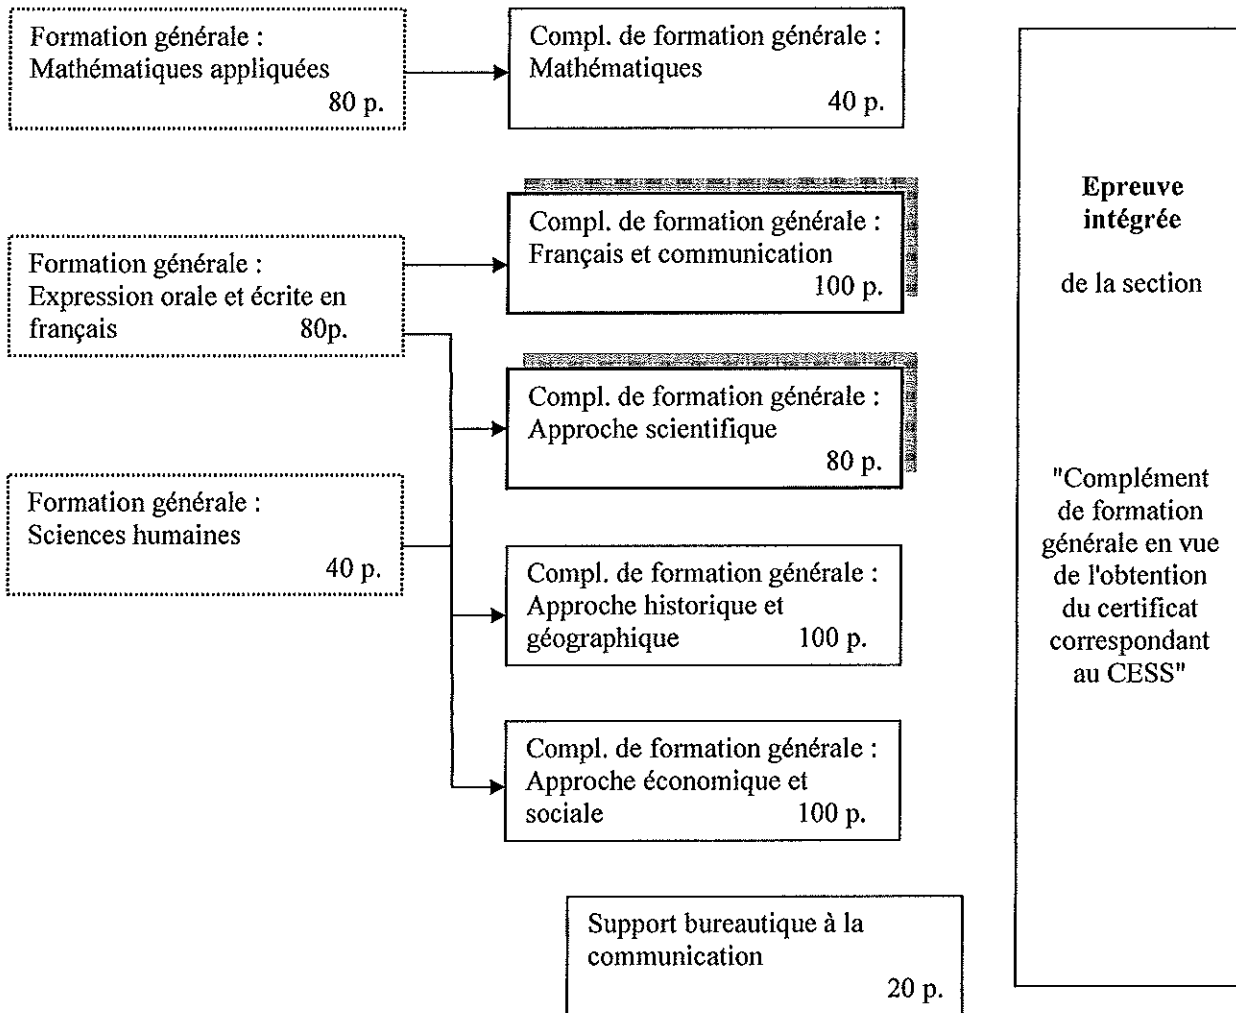 Formation générale :
Mathématiques appliquées
80 p.
Compl. de formation générale :
Mathématiques
40 p.
Formation générale :
Expression orale et écrite en
français 80p.
Compl. de formation générale :
Français et communication
100 p.
Compl. de formation générale :
Approche scientifique
80 p.
Formation générale :
Sciences humaines
40 p.
Compl. de formation générale :
Approche historique et
géographique 100 p.
Compl. de formation générale :
Approche économique et
sociale 100 p.
Support bureautique à la
communication
20 p.
Epreuve
intégrée
de la section
"Complément
de formation
générale en vue
de l'obtention
du certificat
correspondant
au CESS"